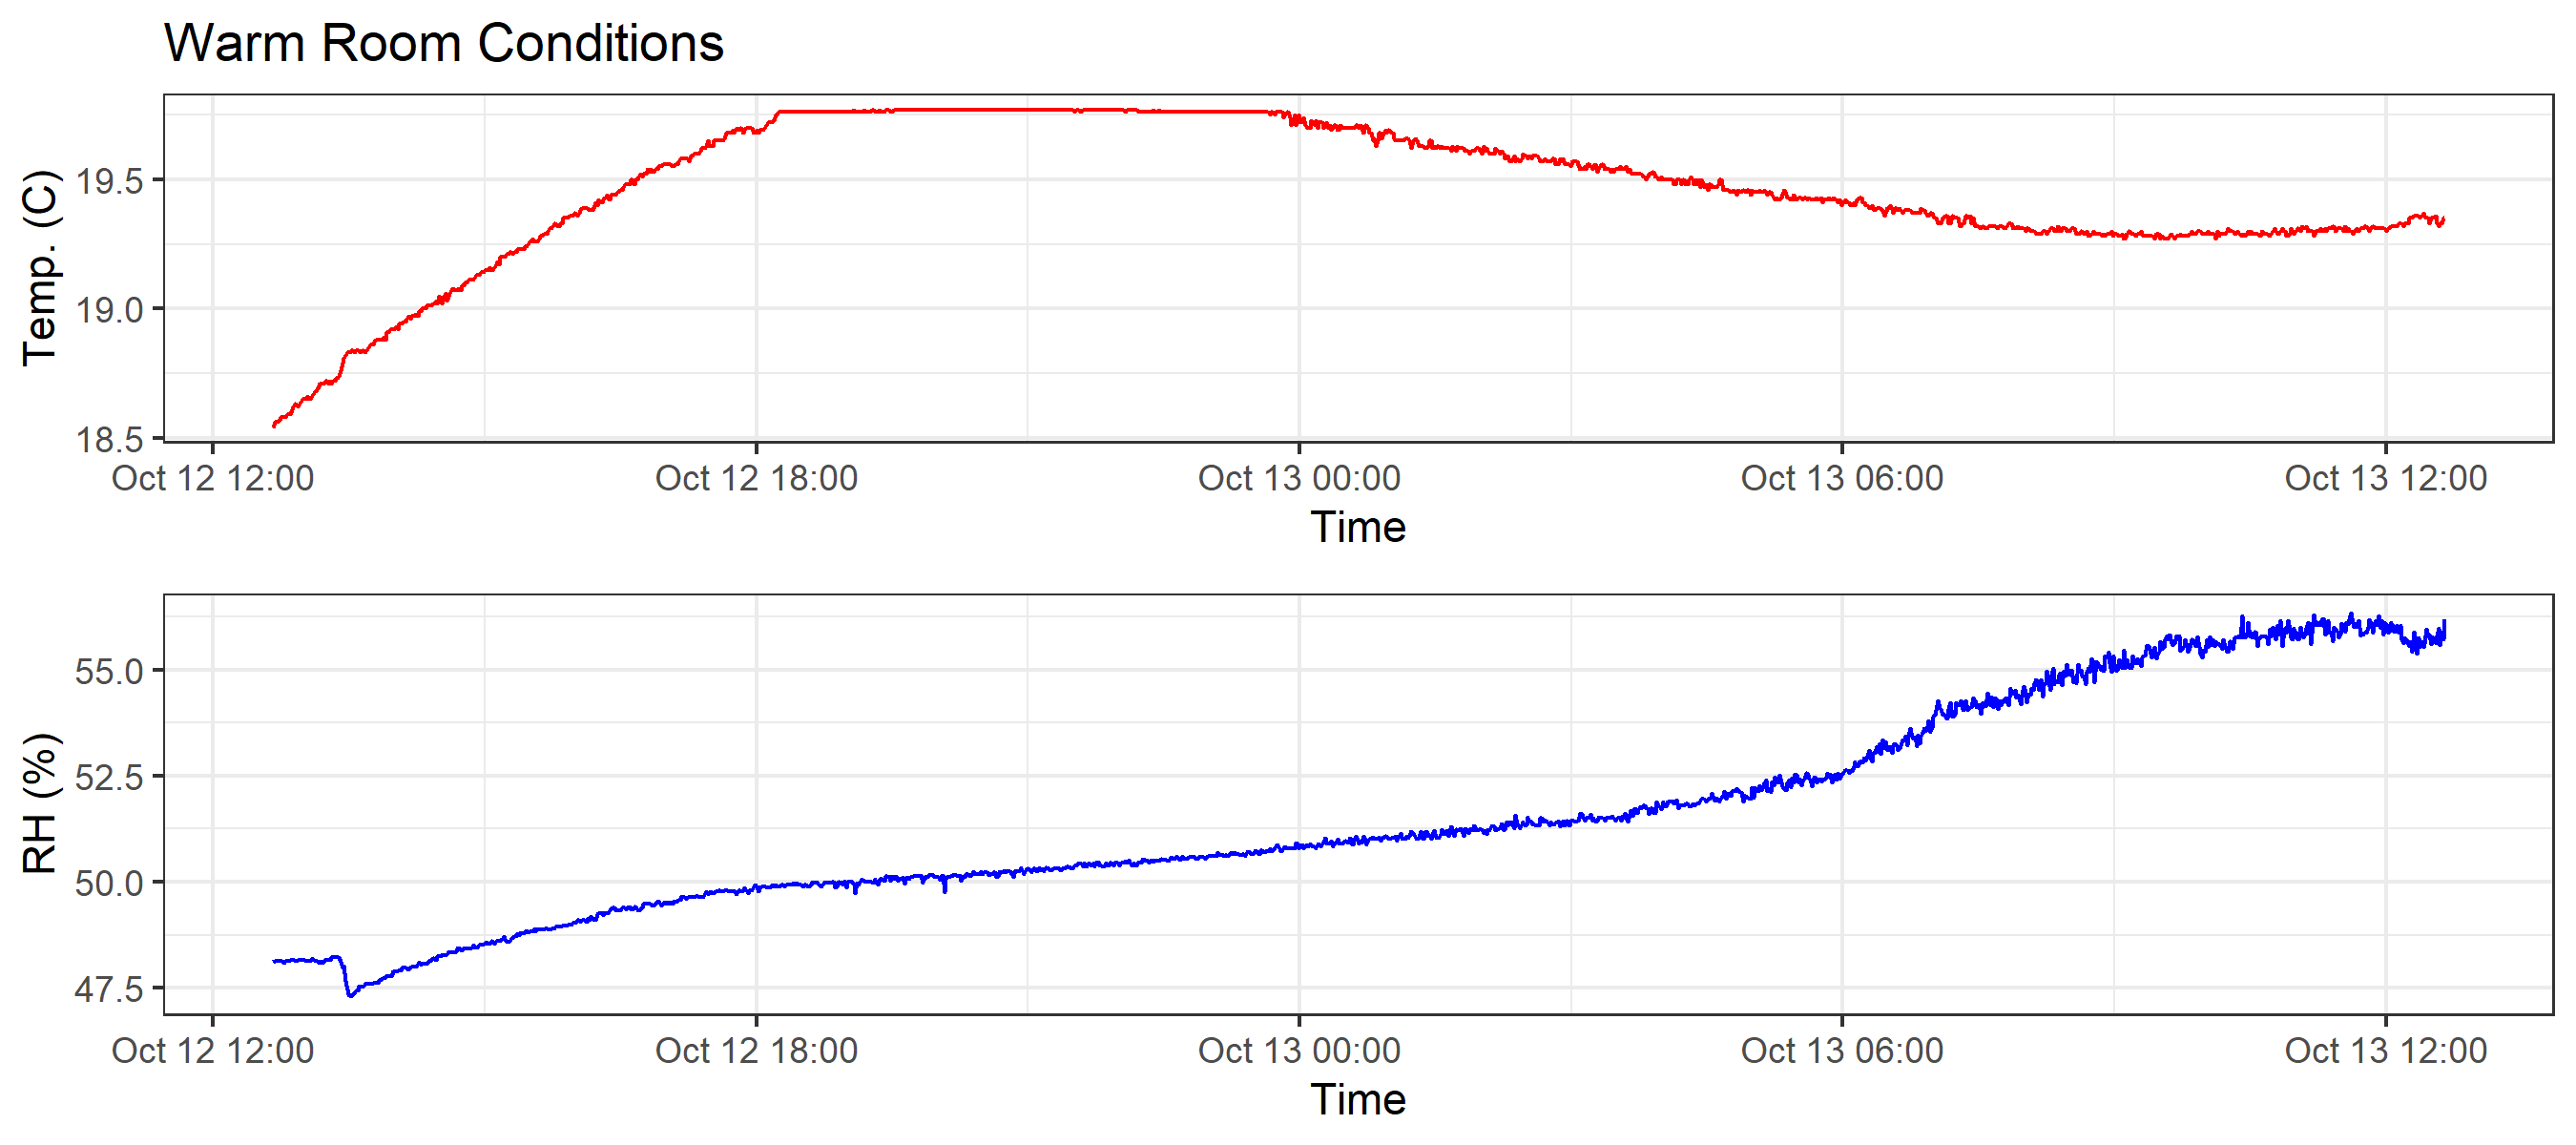 Warm Room Conditions
Temp. (C)
19.5
19.0
18.5
Oct 12 12:00 Oct 12 18:00 Oct 13 00:00 Oct 13 06:00 Oct 13 12:00
Time
RH (%)
55.0
52.5
50.0
47.5
Oct 12 12:00 Oct 12 18:00 Oct 13 00:00 Oct 13 06:00 Oct 13 12:00
Time